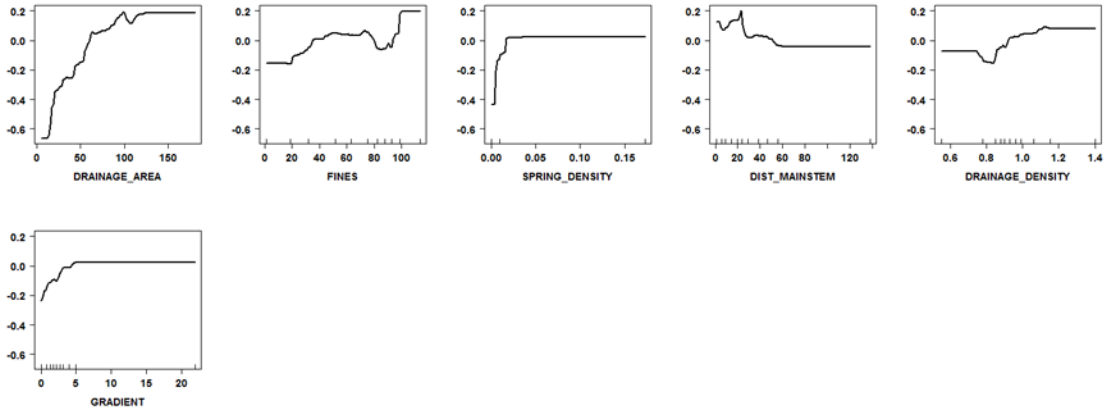 0.2 0.2 0.2 0.2 0.2
0.0 0.0 0.0 0.0 0.0
-0.2 -0.2 -0.2 -0.2 -0.2
-0.4 -0.4 -0.4 -0.4 -0.4
-0.6 -0.6 -0.6 -0.6 -0.6
0 50 100 150 0 20 40 60 80 100 0.00 0.05 0.10 0.15 0 20 40 60 80 120 0.6 0.8 1.0 1.2 1.4
DRAINAGE_AREA FINES SPRING_DENSITY DIST_MAINSTEM DRAINAGE_DENSITY
0.2
0.0
-0.2
-0.4
-0.6
0 5 10 15 20
GRADIENT